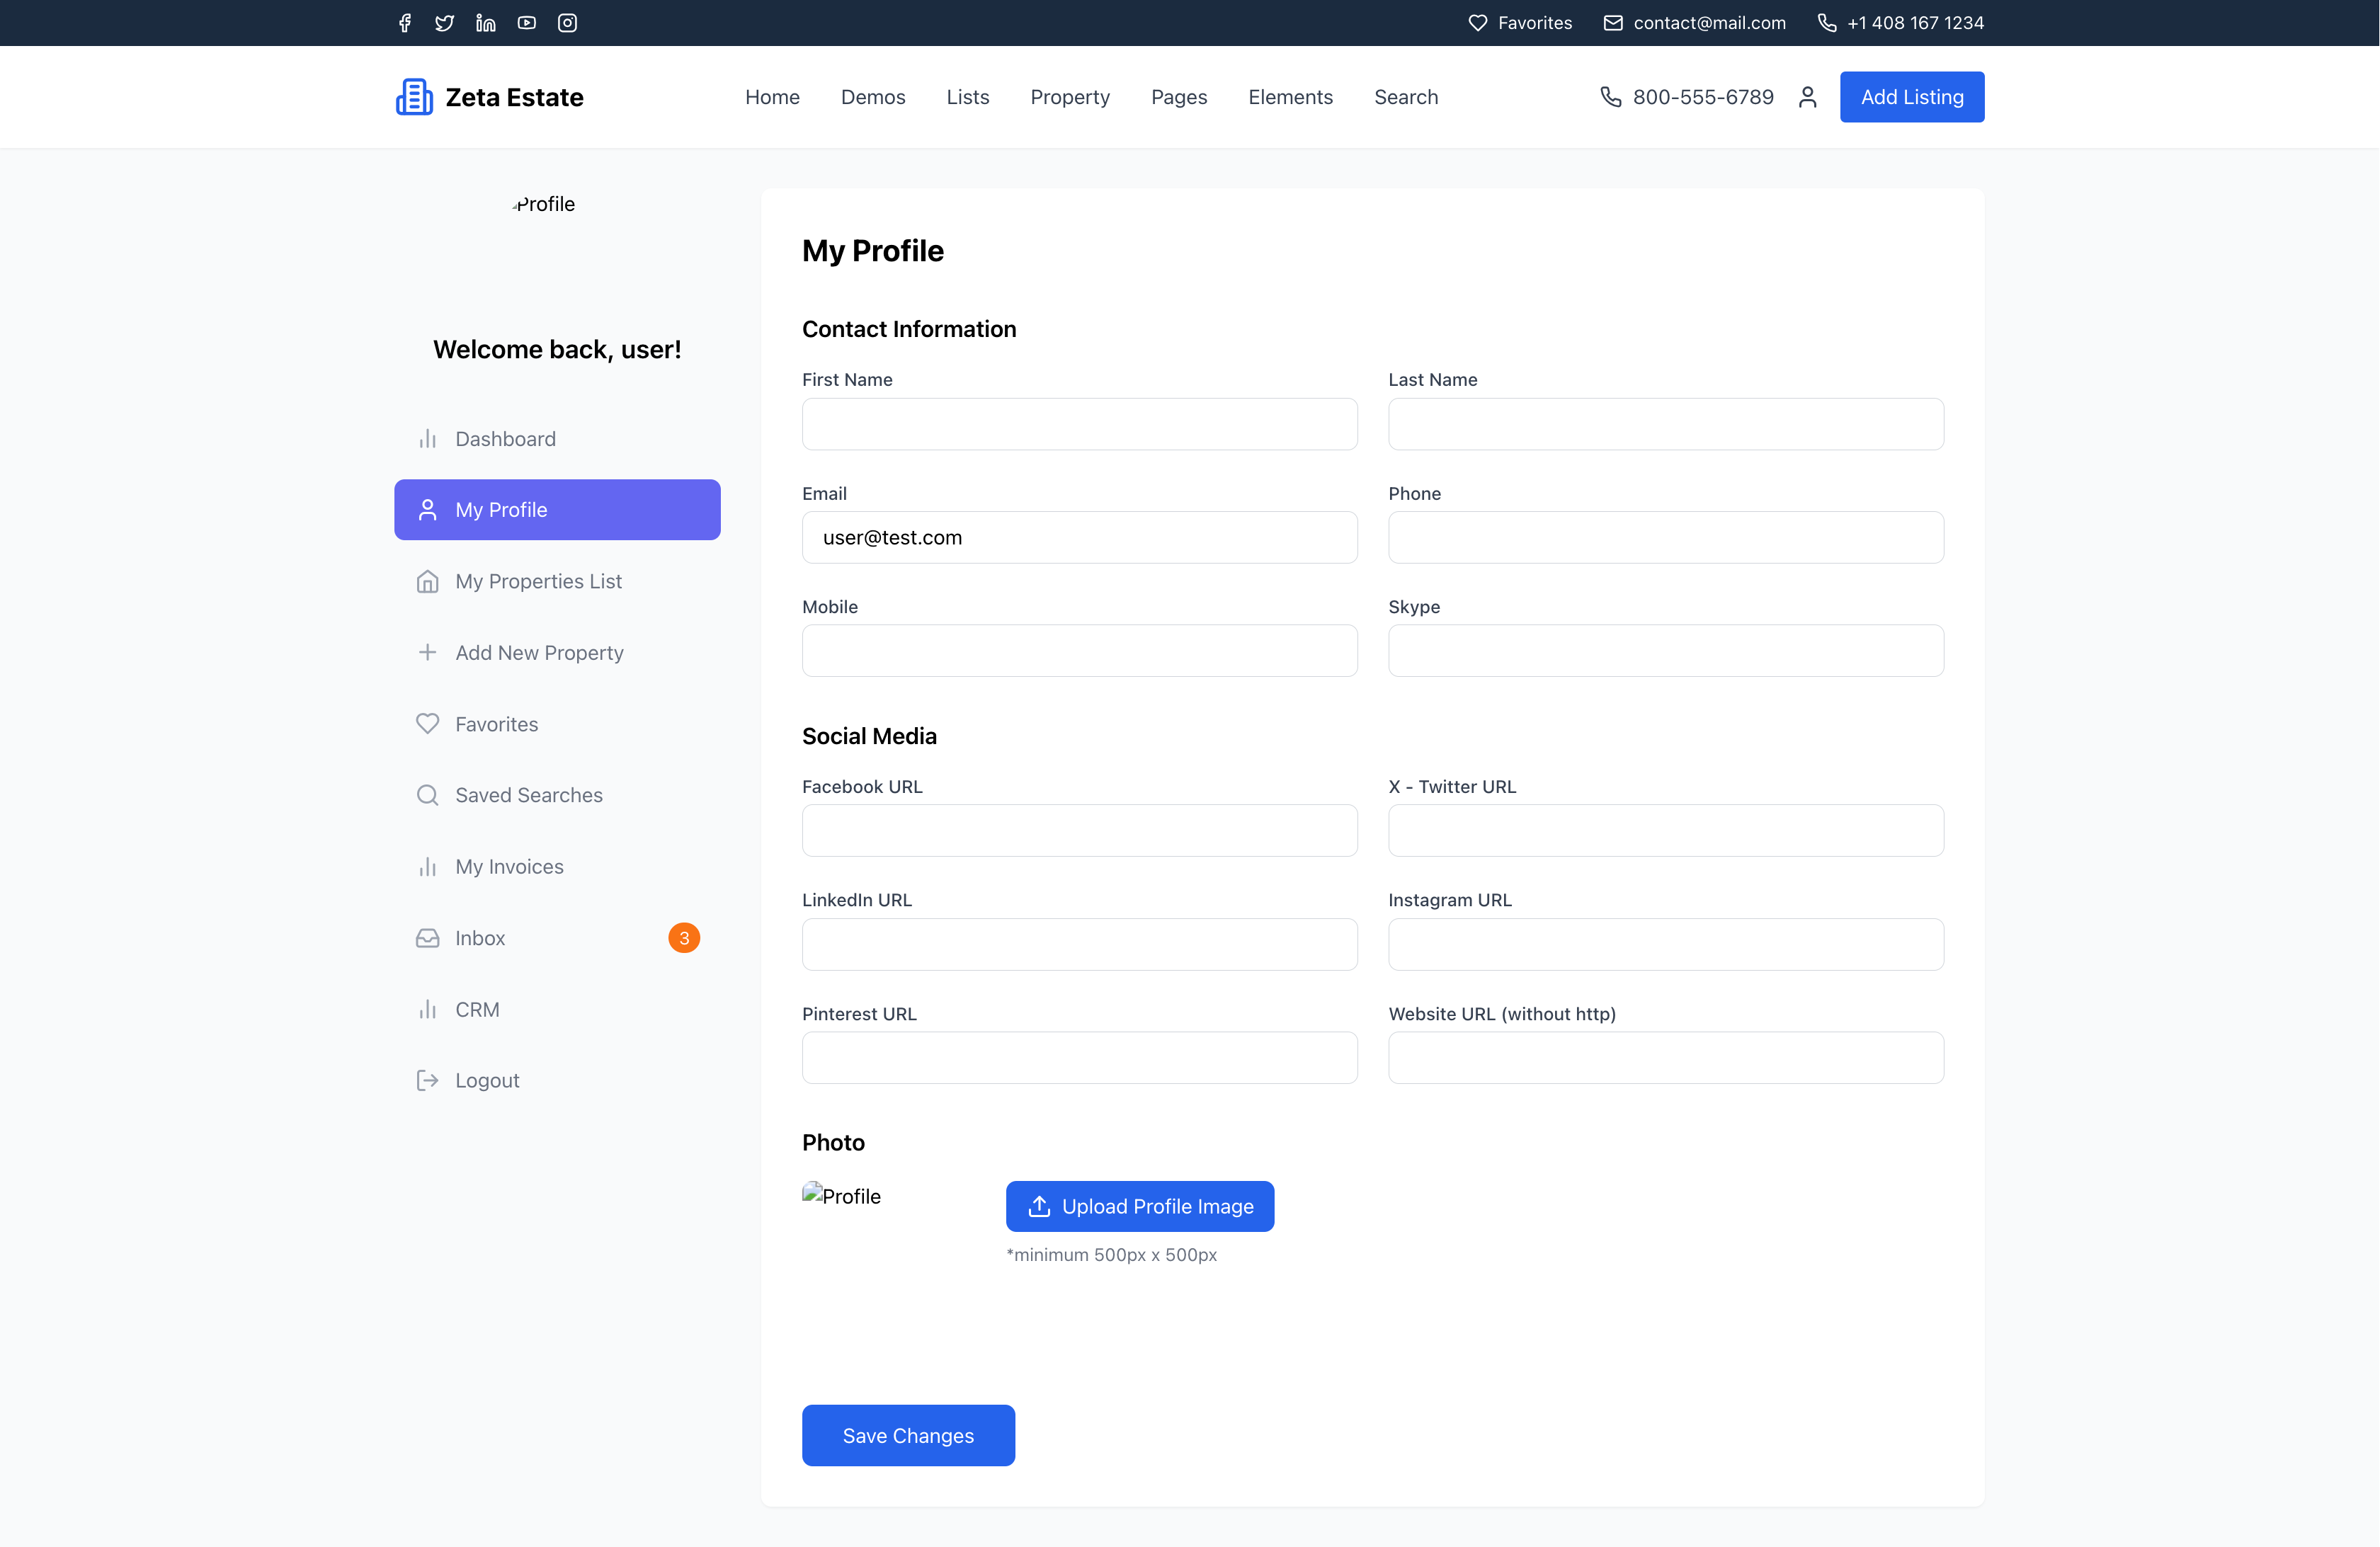 Favorites
contact@mail.com
+1 408 167 1234
Zeta Estate
Home
Demos
Lists
Property
Pages
Elements
Search
800-555-6789
Add Listing
Profile
Welcome back, user!
Dashboard
My Profile
My Properties List
Add New Property
Favorites
Saved Searches
My Invoices
Inbox
3
CRM
Logout
My Profile
Contact Information
First Name
Last Name
Email
user@test.com
Phone
Mobile
Skype
Social Media
Facebook URL
X - Twitter URL
LinkedIn URL
Instagram URL
Pinterest URL
Website URL (without http)
Photo
Profile
Upload Profile Image
*minimum 500px x 500px
Save Changes